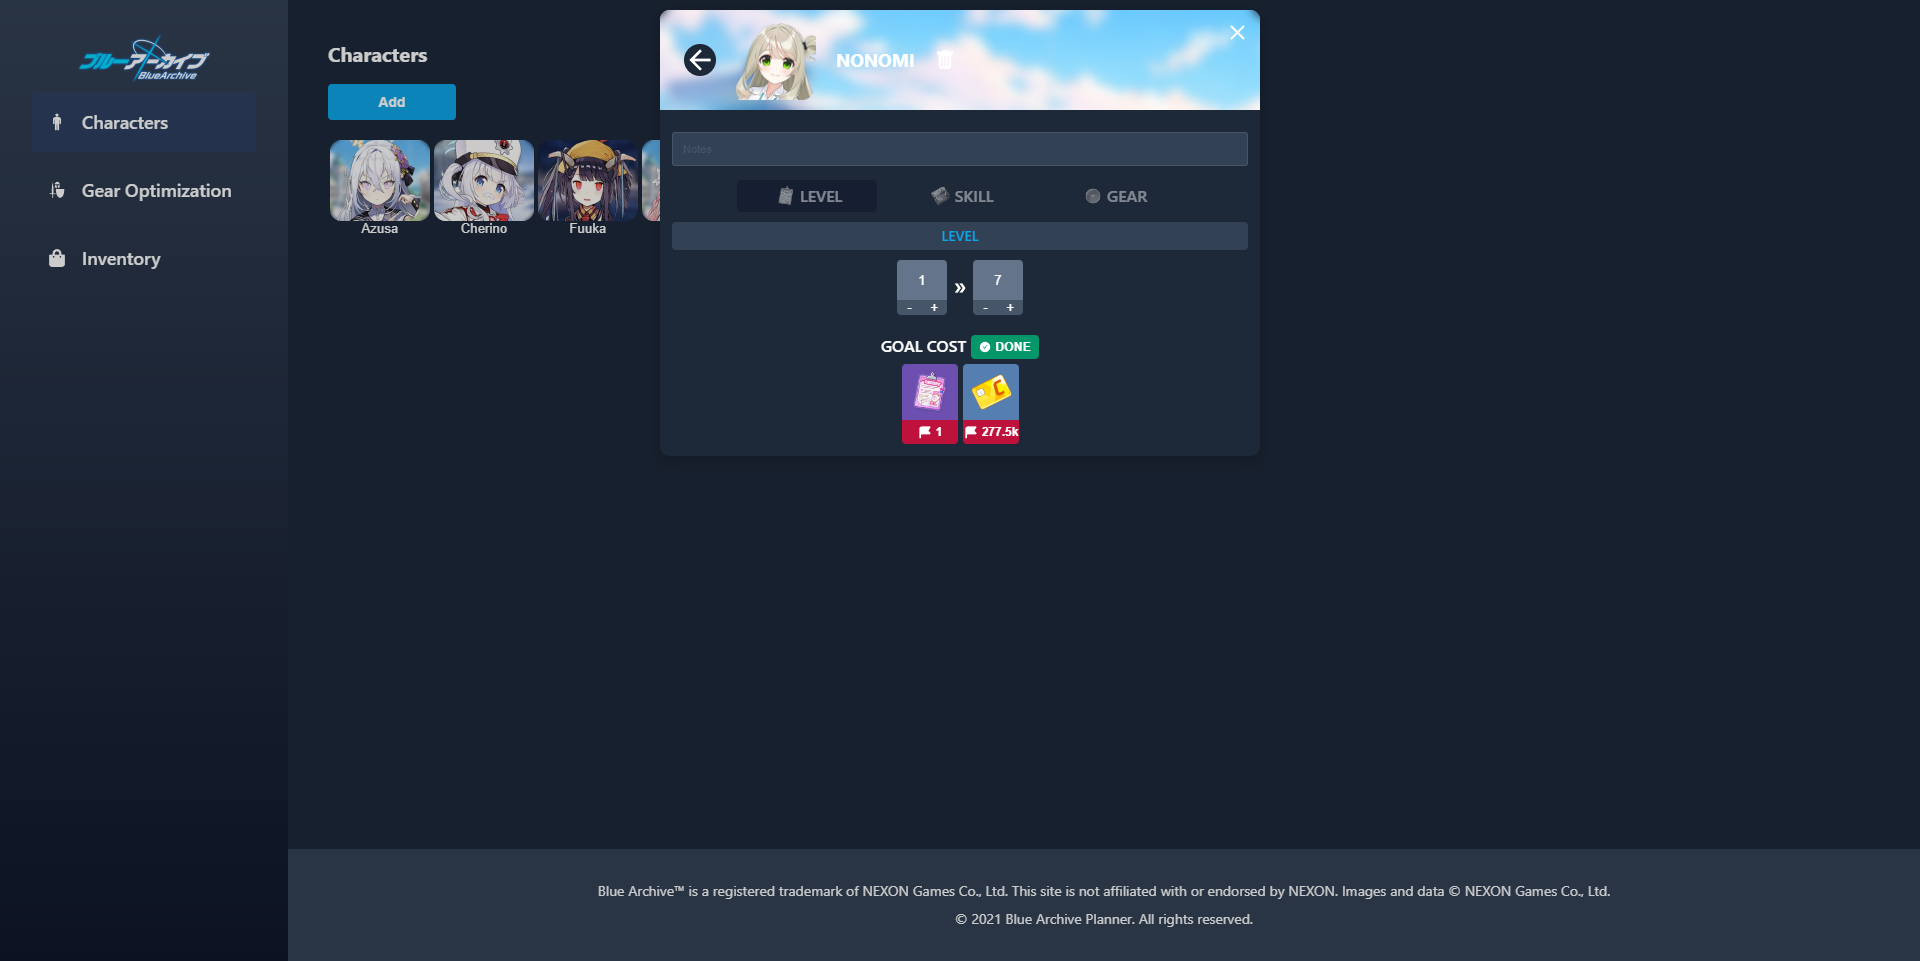 ブルーアーカイブ
BlueArchive
Characters
Gear Optimization
Inventory
Characters
Add
Azusa
Cherino
Fuuka
NONOMI
Notes
LEVEL
SKILL
GEAR
LEVEL
1 » 7
- + - +
GOAL COST DONE
C
1 277.5k
Blue Archive™ is a registered trademark of NEXON Games Co., Ltd. This site is not affiliated with or endorsed by NEXON. Images and data © NEXON Games Co., Ltd.
© 2021 Blue Archive Planner. All rights reserved.